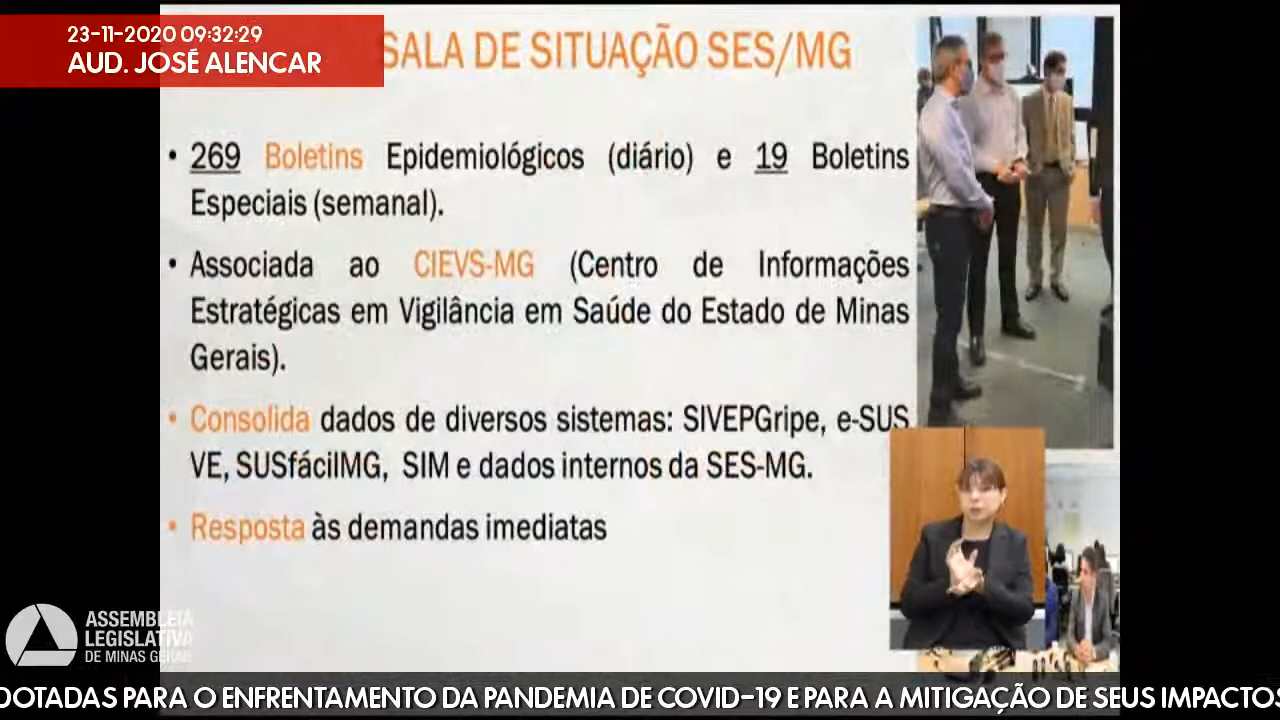 23-11-2020 09:32:29
AUD. JOSÉ ALENCAR
SALA DE SITUAÇÃO SES/MG
• 269 Boletins Epidemiológicos (diário) e 19 Boletins
Especiais (semanal).
• Associada ao CIEVS-MG (Centro de Informações
Estratégicas em Vigilância em Saúde do Estado de Minas
Gerais).
• Consolida dados de diversos sistemas: SIVEPGripe, e-SUS
VE, SUSfácilMG, SIM e dados internos da SES-MG.
• Resposta às demandas imediatas
ASSEMBLEIA
LEGISLATIVA
DE MINAS GERAIS
DOTADAS PARA O ENFRENTAMENTO DA PANDEMIA DE COVID-19 E PARA A MITIGAÇÃO DE SEUS IMPACTOS